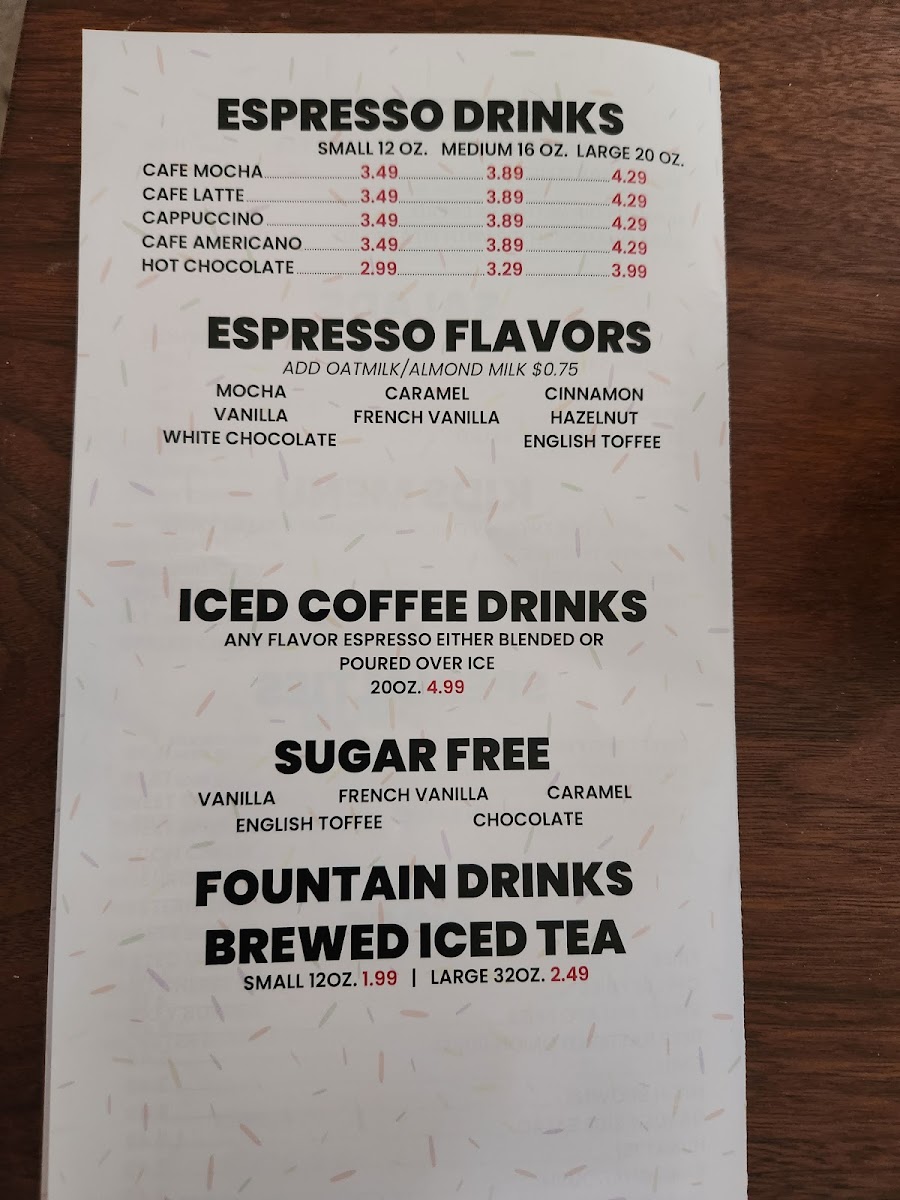 ESPRESSO DRINKS
SMALL 12 OZ. MEDIUM 16 OZ. LARGE 20 OZ.
CAFE MOCHA 3.49 3.89 4.29
CAFE LATTE 3.49 3.89 4.29
CAPPUCCINO 3.49 3.89 4.29
CAFE AMERICANO 3.49 3.89 4.29
HOT CHOCOLATE 2.99 3.29 3.99
ESPRESSO FLAVORS
ADD OATMILK/ALMOND MILK $0.75
MOCHA CARAMEL CINNAMON
VANILLA FRENCH VANILLA HAZELNUT
WHITE CHOCOLATE ENGLISH TOFFEE
ICED COFFEE DRINKS
ANY FLAVOR ESPRESSO EITHER BLENDED OR
POURED OVER ICE
20OZ. 4.99
SUGAR FREE
VANILLA FRENCH VANILLA CARAMEL
ENGLISH TOFFEE CHOCOLATE
FOUNTAIN DRINKS
BREWED ICED TEA
SMALL 12OZ. 1.99 | LARGE 32OZ. 2.49